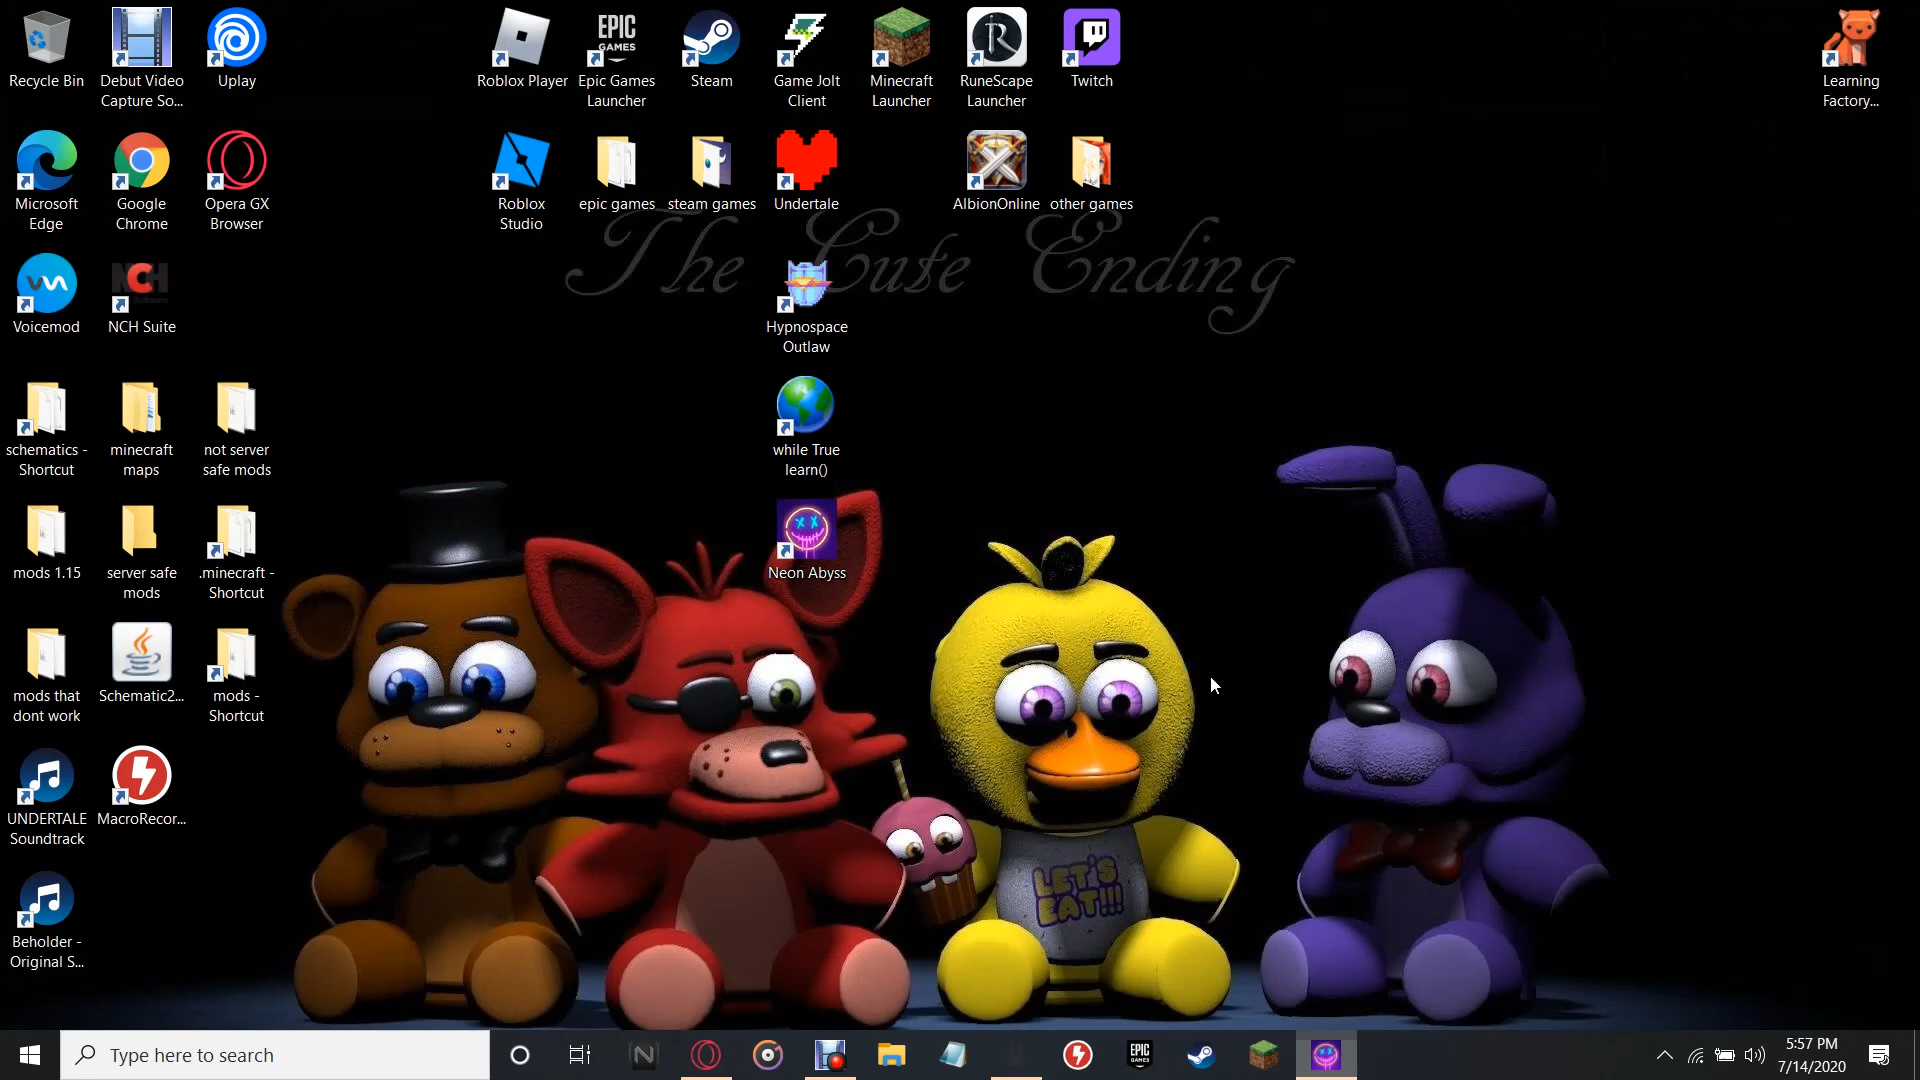 Recycle Bin
Debut Video
Capture So...
Uplay
Roblox Player
EPIC
GAMES
Epic Games
Launcher
Steam
Game Jolt
Client
Minecraft
Launcher
RuneScape
Launcher
Twitch
Learning
Factory...
Microsoft
Edge
Google
Chrome
Opera GX
Browser
Roblox
Studio
epic games
steam games
Undertale
AlbionOnline
other games
The Cute Ending
Voicemod
NCH
NCH Suite
Hypnospace
Outlaw
schematics -
Shortcut
minecraft
maps
not server
safe mods
while True
learn()
mods 1.15
server safe
mods
.minecraft -
Shortcut
Neon Abyss
mods that
dont work
Schematic2...
mods -
Shortcut
UNDERTALE
Soundtrack
MacroRecor...
LET'S
EAT!!!
Beholder -
Original S...
Type here to search
EPIC
GAMES
5:57 PM
7/14/2020